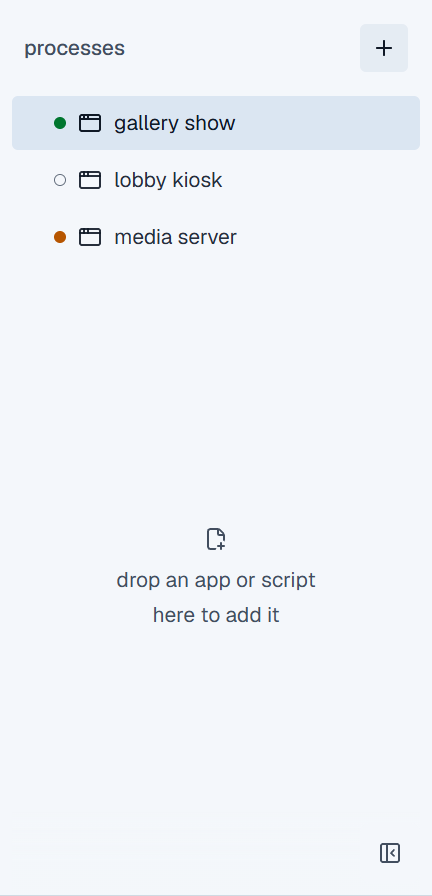 processes
gallery show
lobby kiosk
media server
drop an app or script
here to add it